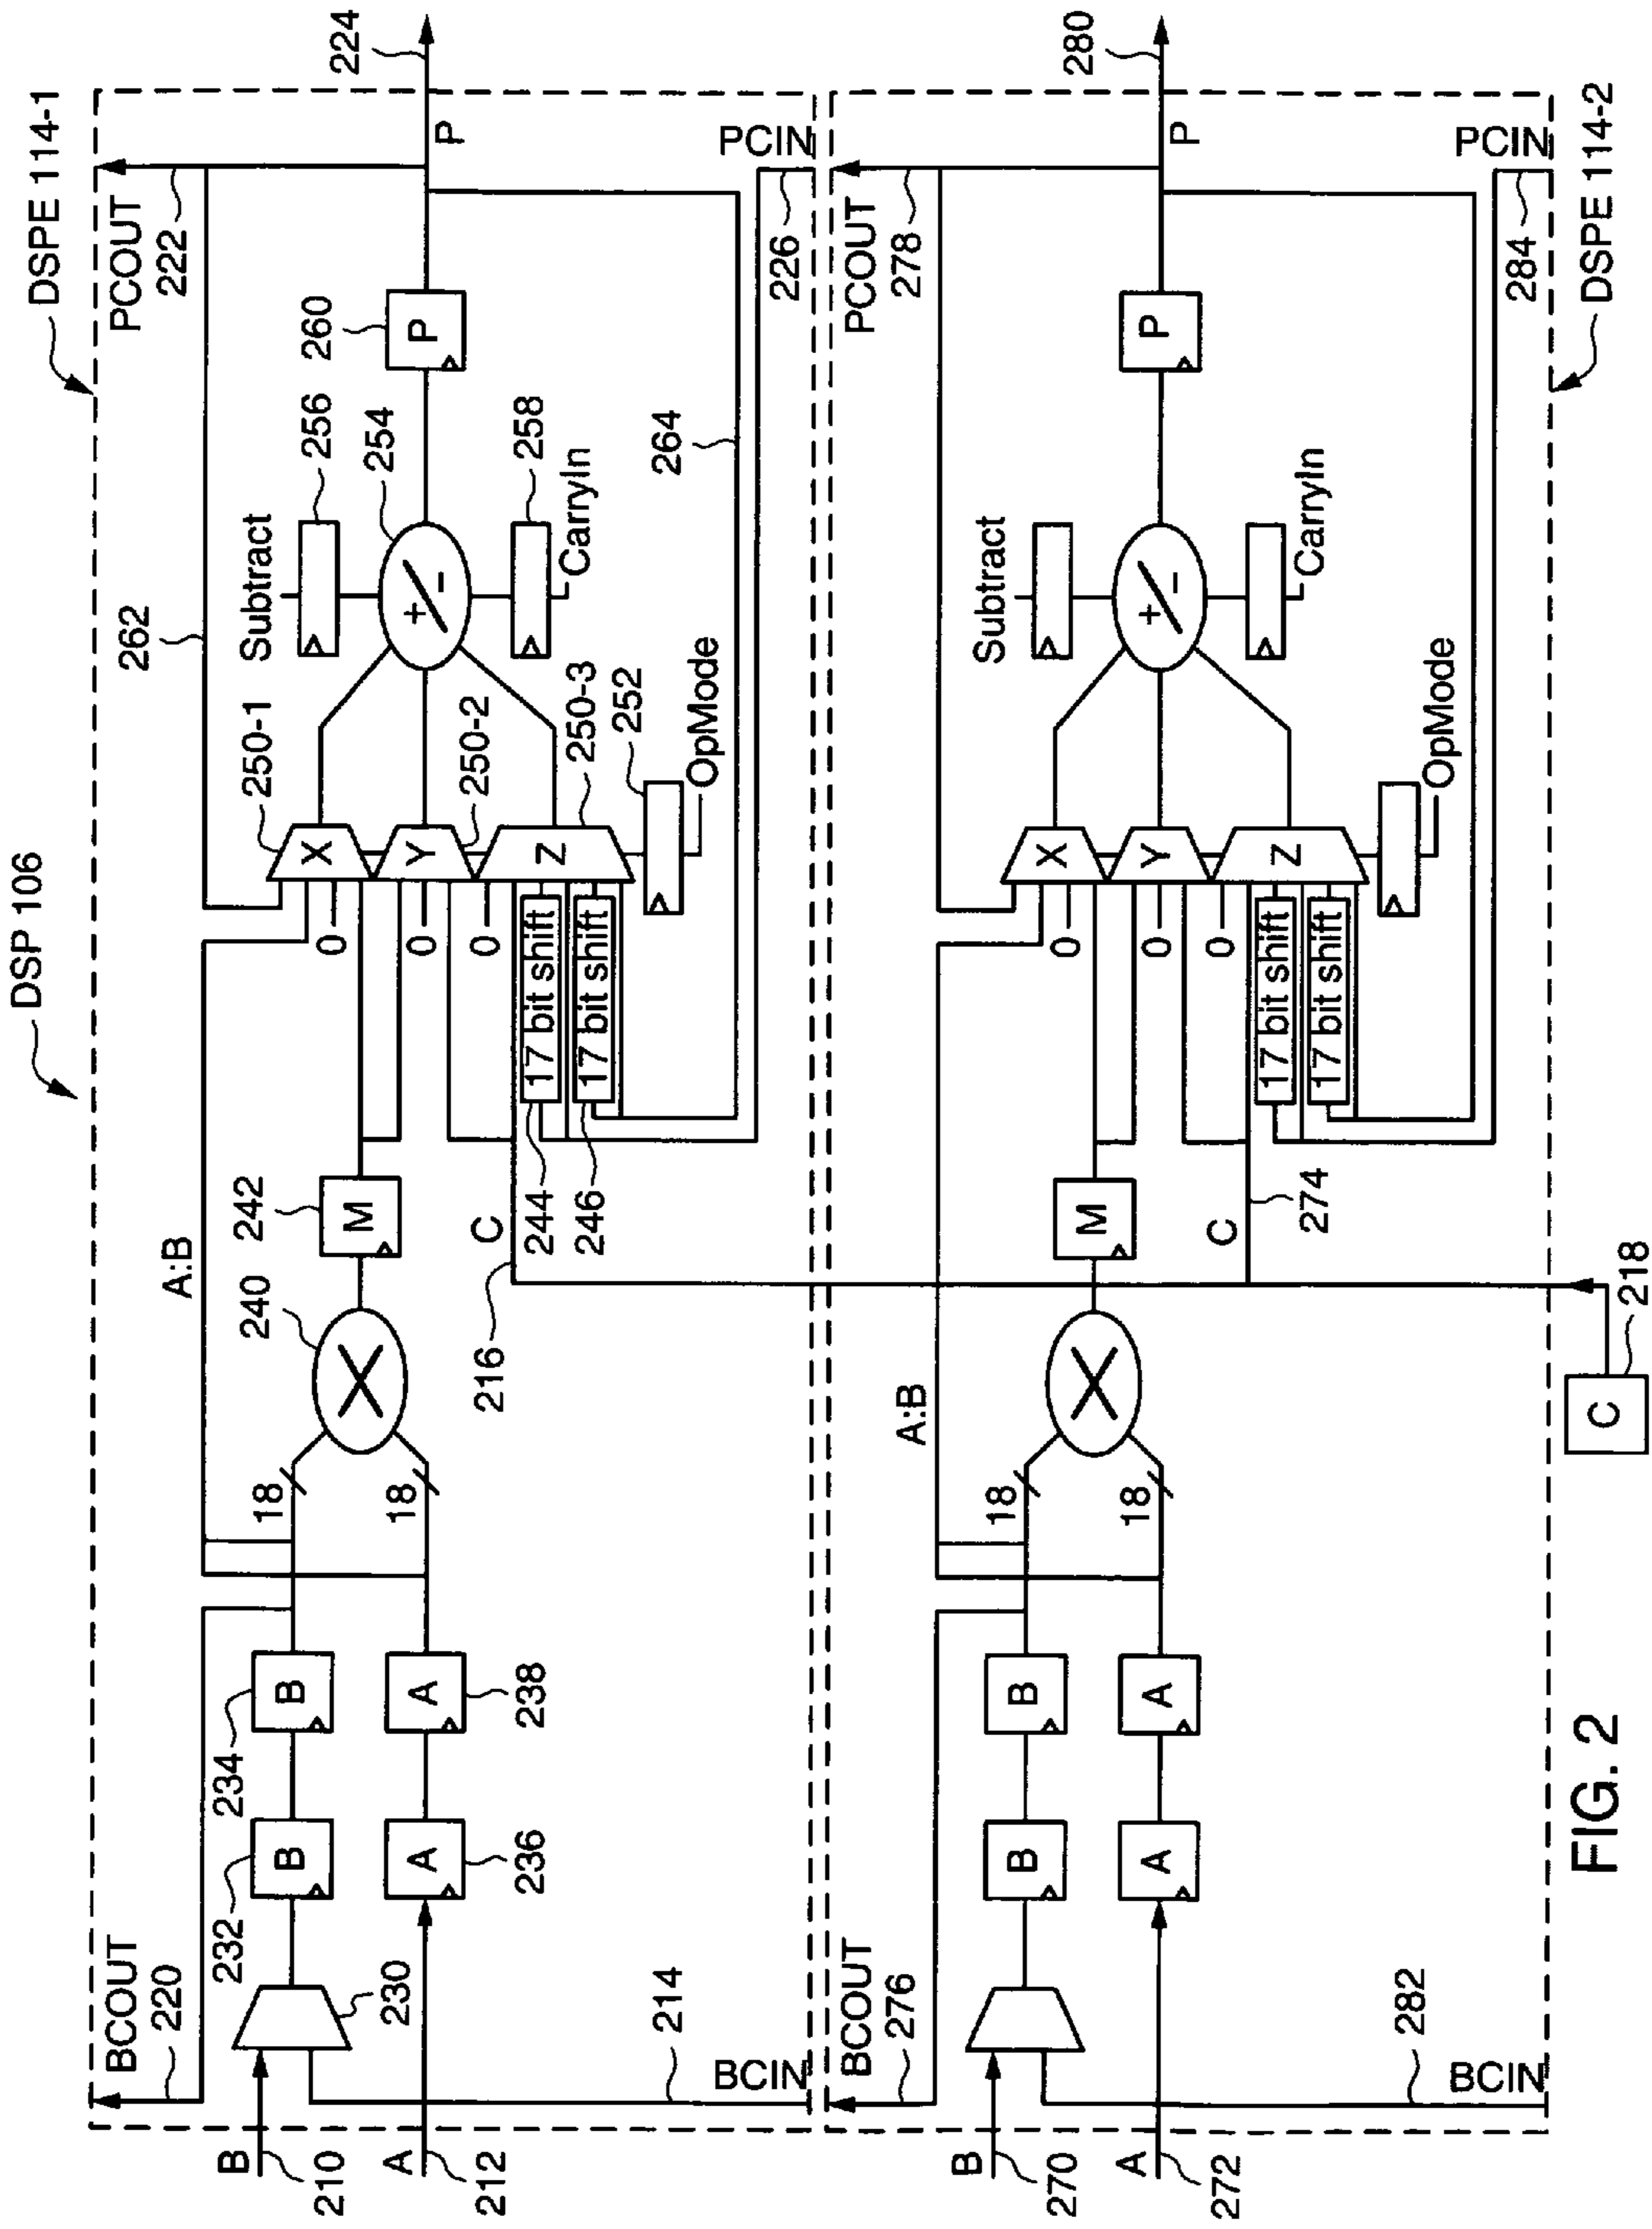 DSP 106
DSPE 114-1
BCOUT
220
B
210
A
212
230
232
B
234
B
236
A
238
A
214
BCIN
18
18
A:B
240
242
M
216
C
244
17 bit shift
246
17 bit shift
0
0
0
X
Y
Z
250-1
250-2
250-3
252
OpMode
262
Subtract
256
+/-
254
258
CarryIn
260
P
264
PCOUT
222
P
224
PCIN
226
BCOUT
276
B
270
A
272
B
B
A
A
282
BCIN
18
18
A:B
M
C
274
17 bit shift
17 bit shift
0
0
0
X
Y
Z
OpMode
Subtract
+/-
CarryIn
P
PCOUT
278
P
280
PCIN
284
DSPE 114-2
C
218
FIG. 2